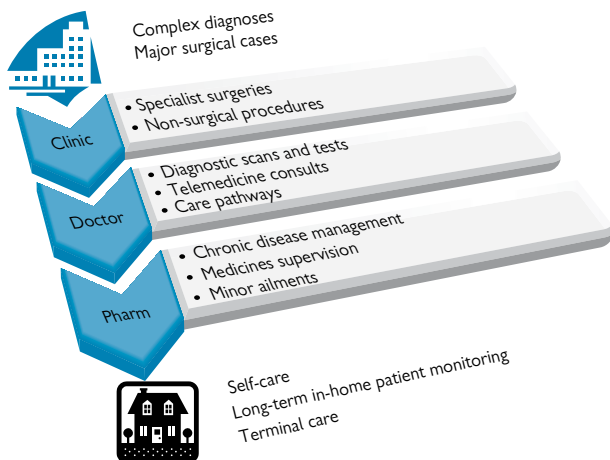 Complex diagnoses
Major surgical cases
Clinic
• Specialist surgeries
• Non-surgical procedures
Doctor
• Diagnostic scans and tests
• Telemedicine consults
• Care pathways
Pharm
• Chronic disease management
• Medicines supervision
• Minor ailments
Self-care
Long-term in-home patient monitoring
Terminal care